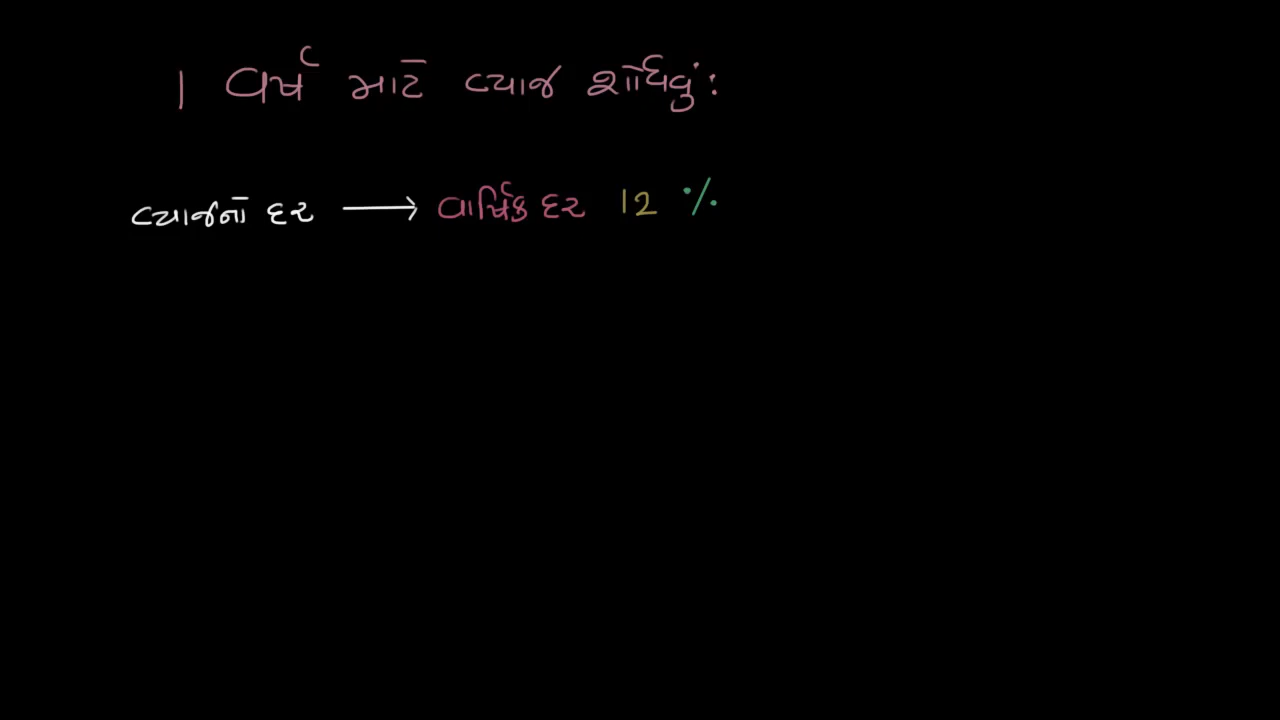 1 વર્ષ માટે વ્યાજ શોધવું:
વ્યાજનો દર → વાર્ષિક દર 12 %